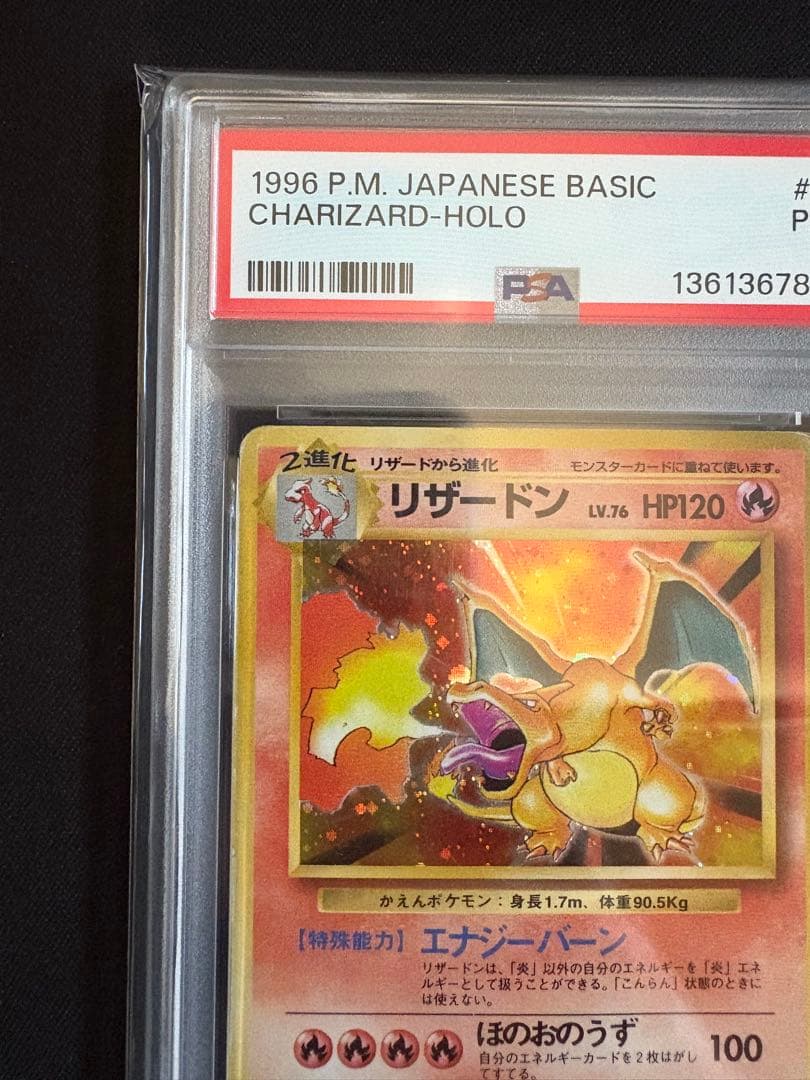 1996 P.M. JAPANESE BASIC
#
CHARIZARD-HOLO
P
PSA
13613678
2進化 リザードから進化
モンスターカードに重ねて使います。
リザードン LV.76 HP120
かえんポケモン：身長1.7m、体重90.5Kg
【特殊能力】エナジーバーン
リザードンは、「炎」以外の自分のエネルギーを「炎」エネ
ルギーとして扱うことができる。「こんらん」状態のときに
は使えない。
ほのおのうず 100
自分のエネルギーカードを2枚はがし
てすてる。